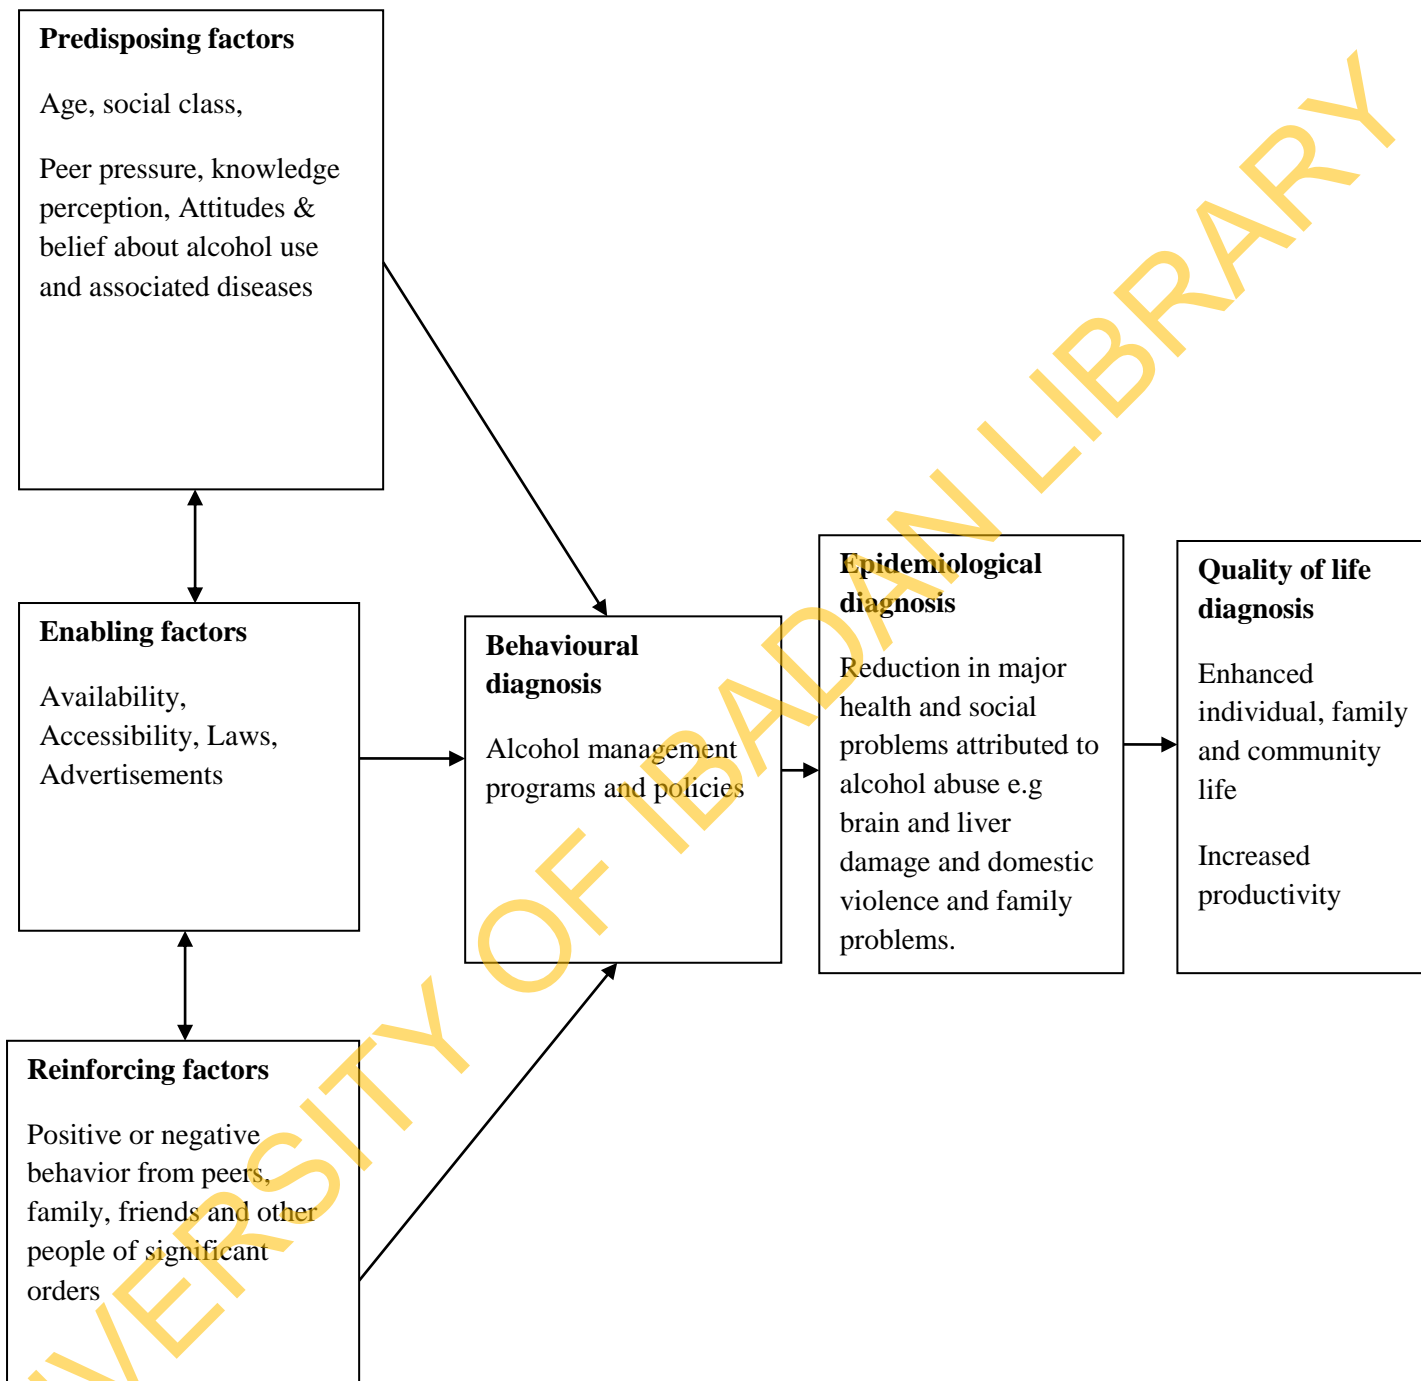 Predisposing factors
Age, social class,
Peer pressure, knowledge
perception, Attitudes &
belief about alcohol use
and associated diseases
Enabling factors
Availability,
Accessibility, Laws,
Advertisements
Reinforcing factors
Positive or negative
behavior from peers,
family, friends and other
people of significant
orders
Behavioural
diagnosis
Alcohol management
programs and policies
Epidemiological
diagnosis
Reduction in major
health and social
problems attributed to
alcohol abuse e.g
brain and liver
damage and domestic
violence and family
problems.
Quality of life
diagnosis
Enhanced
individual, family
and community
life
Increased
productivity
IVERSITY OF IBADAN LIBRARY